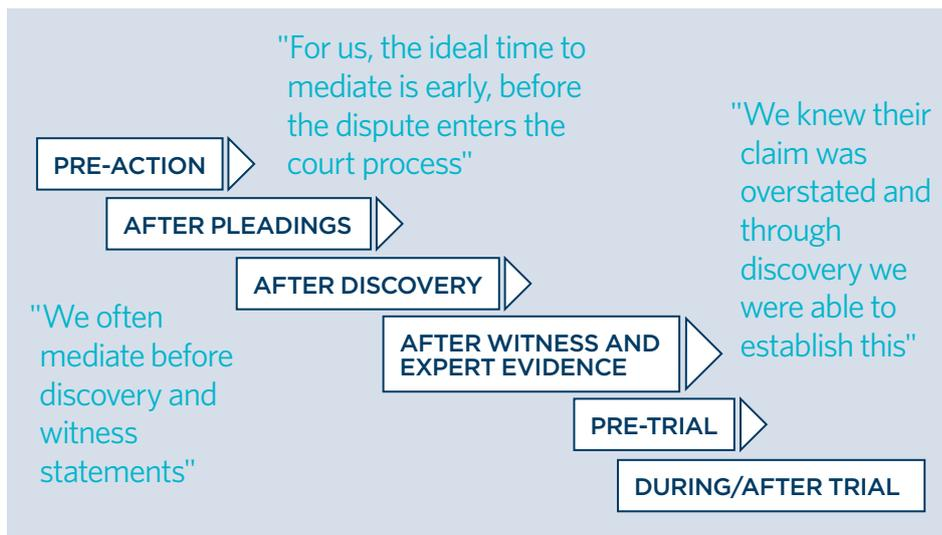 "For us, the ideal time to
mediate is early, before
the dispute enters the
court process"
"We knew their
claim was
overstated and
through
discovery we
were able to
establish this"
PRE-ACTION
AFTER PLEADINGS
AFTER DISCOVERY
AFTER WITNESS AND
EXPERT EVIDENCE
PRE-TRIAL
DURING/AFTER TRIAL
"We often
mediate before
discovery and
witness
statements"